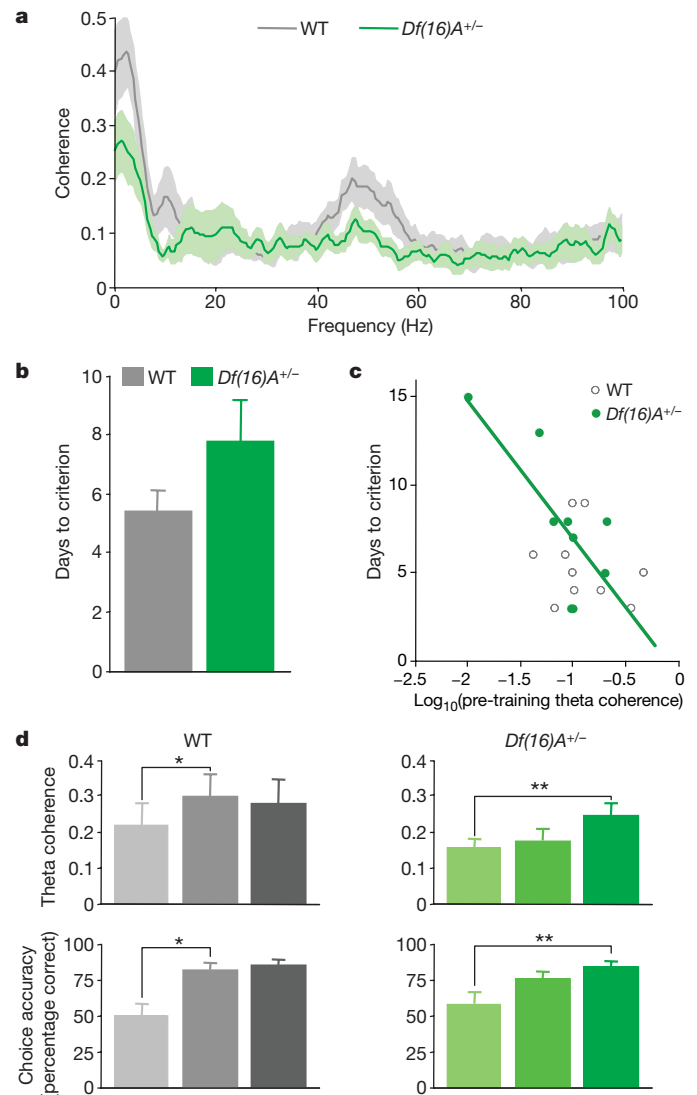 a
WT
Df(16)A+/–
0.5
0.4
0.3
0.2
0.1
0
Coherence
0 20 40 60 80 100
Frequency (Hz)
b
WT
Df(16)A+/–
10
8
6
4
2
0
Days to criterion
c
WT
Df(16)A+/–
15
10
5
0
Days to criterion
–2.5 –2 –1.5 –1 –0.5 0
Log10(pre-training theta coherence)
d
WT
Df(16)A+/–
0.4
0.3
0.2
0.1
0
Theta coherence
*
0.4
0.3
0.2
0.1
0
**
100
75
50
25
0
Choice accuracy
(percentage correct)
*
100
75
50
25
0
**